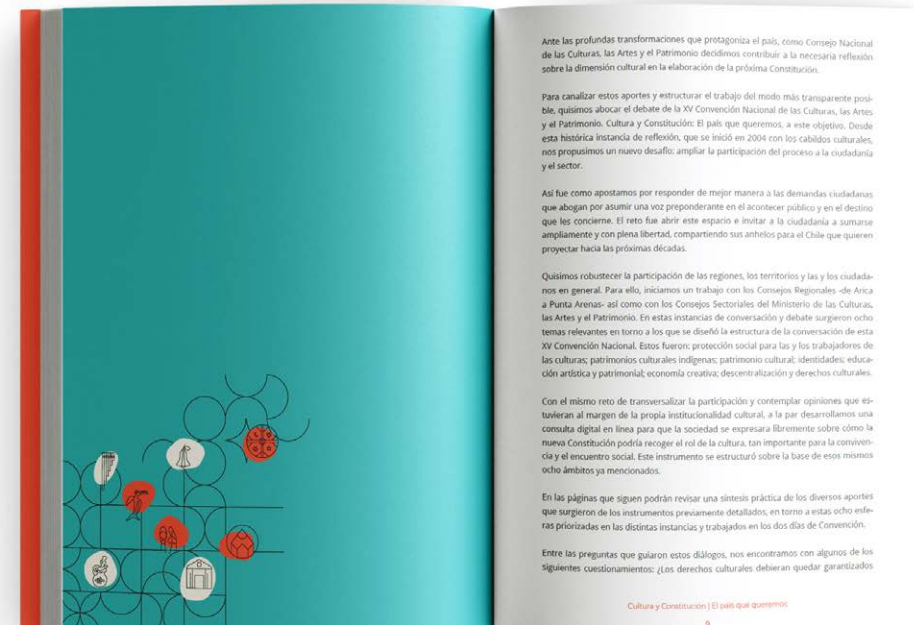 Ante las profundas transformaciones que protagoniza el país, como Consejo Nacional
de las Culturas, las Artes y el Patrimonio decidimos contribuir a la necesaria reflexión
sobre la dimensión cultural en la elaboración de la próxima Constitución.
Para canalizar estos aportes y estructurar el trabajo del modo más transparente posi-
ble, quisimos abocar el debate de la XV Convención Nacional de las Culturas, las Artes
y el Patrimonio. Cultura y Constitución: El país que queremos, a este objetivo. Desde
esta histórica instancia de reflexión, que se inició en 2004 con los cabildos culturales,
nos propusimos un nuevo desafío: ampliar la participación del proceso a la ciudadanía
y el sector.
Así fue como apostamos por responder de mejor manera a las demandas ciudadanas
que abogan por asumir una voz preponderante en el acontecer público y en el destino
que les concierne. El reto fue abrir este espacio e invitar a la ciudadanía a sumarse
ampliamente y con plena libertad, compartiendo sus anhelos para el Chile que quieren
proyectar hacia las próximas décadas.
Quisimos robustecer la participación de las regiones, los territorios y las y los ciudada-
nos en general. Para ello, iniciamos un trabajo con los Consejos Regionales -de Arica
a Punta Arenas- así como con los Consejos Sectoriales del Ministerio de las Culturas,
las Artes y el Patrimonio. En estas instancias de conversación y debate surgieron ocho
temas relevantes en torno a los que se diseñó la estructura de la conversación de esta
XV Convención Nacional. Estos fueron: protección social para las y los trabajadores de
las culturas; patrimonios culturales indígenas; patrimonio cultural; identidades; educa-
ción artística y patrimonial; economía creativa; descentralización y derechos culturales.
Con el mismo reto de transversalizar la participación y contemplar opiniones que es-
tuvieran al margen de la propia institucionalidad cultural, a la par desarrollamos una
consulta digital en línea para que la sociedad se expresara libremente sobre cómo la
nueva Constitución podría recoger el rol de la cultura, tan importante para la conviven-
cia y el encuentro social. Este instrumento se estructuró sobre la base de esos mismos
ocho ámbitos ya mencionados.
En las páginas que siguen podrán revisar una síntesis práctica de los diversos aportes
que surgieron de los instrumentos previamente detallados, en torno a estas ocho esfe-
ras priorizadas en las distintas instancias y trabajados en los dos días de Convención.
Entre las preguntas que guiaron estos diálogos, nos encontramos con algunos de los
siguientes cuestionamientos: ¿Los derechos culturales debieran quedar garantizados
Cultura y Constitución | El país que queremos
9